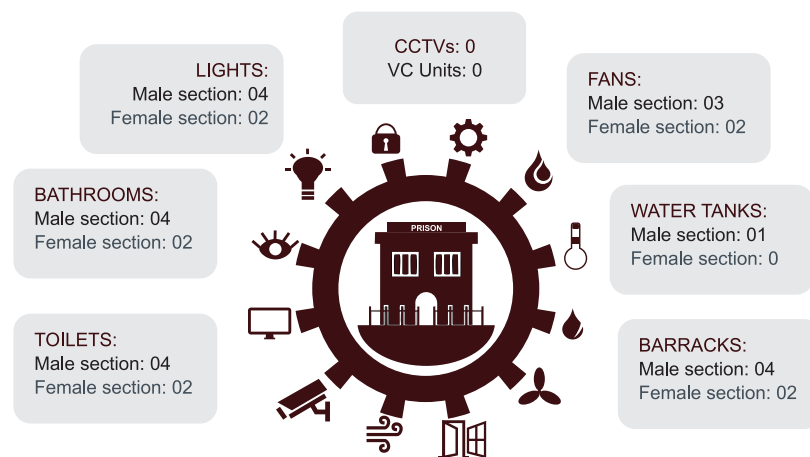 CCTVs: 0
VC Units: 0
LIGHTS:
Male section: 04
Female section: 02
FANS:
Male section: 03
Female section: 02
BATHROOMS:
Male section: 04
Female section: 02
WATER TANKS:
Male section: 01
Female section: 0
PRISON
TOILETS:
Male section: 04
Female section: 02
BARRACKS:
Male section: 04
Female section: 02